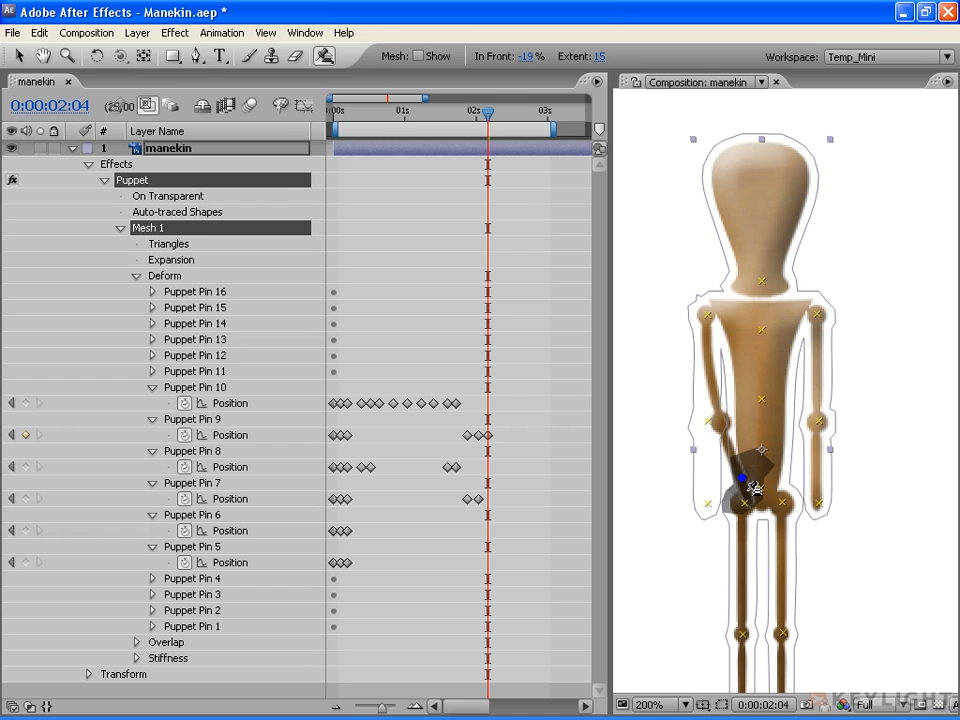 Adobe After Effects - Manekin.aep *
File Edit Composition Layer Effect Animation View Window Help
Mesh: Show In Front: -19 % Extent: 15 Workspace: Temp_Mini
manekin
Composition: manekin
0:00:02:04
01s 02s 03s
# Layer Name
1 manekin
Effects
Puppet
On Transparent
Auto-traced Shapes
Mesh 1
Triangles
Expansion
Deform
Puppet Pin 16
Puppet Pin 15
Puppet Pin 14
Puppet Pin 13
Puppet Pin 12
Puppet Pin 11
Puppet Pin 10
Position
Puppet Pin 9
Position
Puppet Pin 8
Position
Puppet Pin 7
Position
Puppet Pin 6
Position
Puppet Pin 5
Position
Puppet Pin 4
Puppet Pin 3
Puppet Pin 2
Puppet Pin 1
Overlap
Stiffness
Transform
KEYLIGHT
200% 0:00:02:04 Full